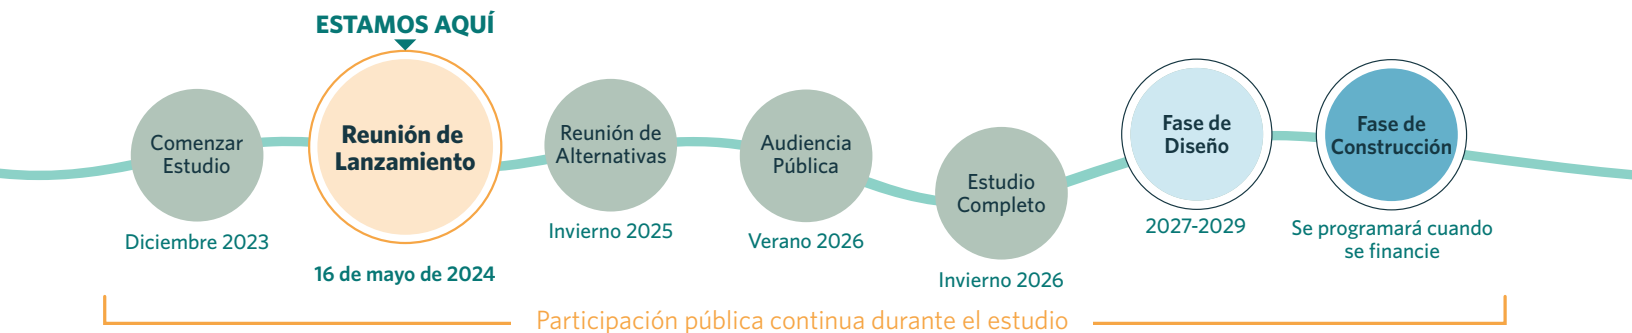 ESTAMOS AQUÍ
Comenzar
Estudio
Diciembre 2023
Reunión de
Lanzamiento
16 de mayo de 2024
Reunión de
Alternativas
Invierno 2025
Audiencia
Pública
Verano 2026
Estudio
Completo
Invierno 2026
Fase de
Diseño
2027-2029
Fase de
Construcción
Se programará cuando
se financie
Participación pública continua durante el estudio